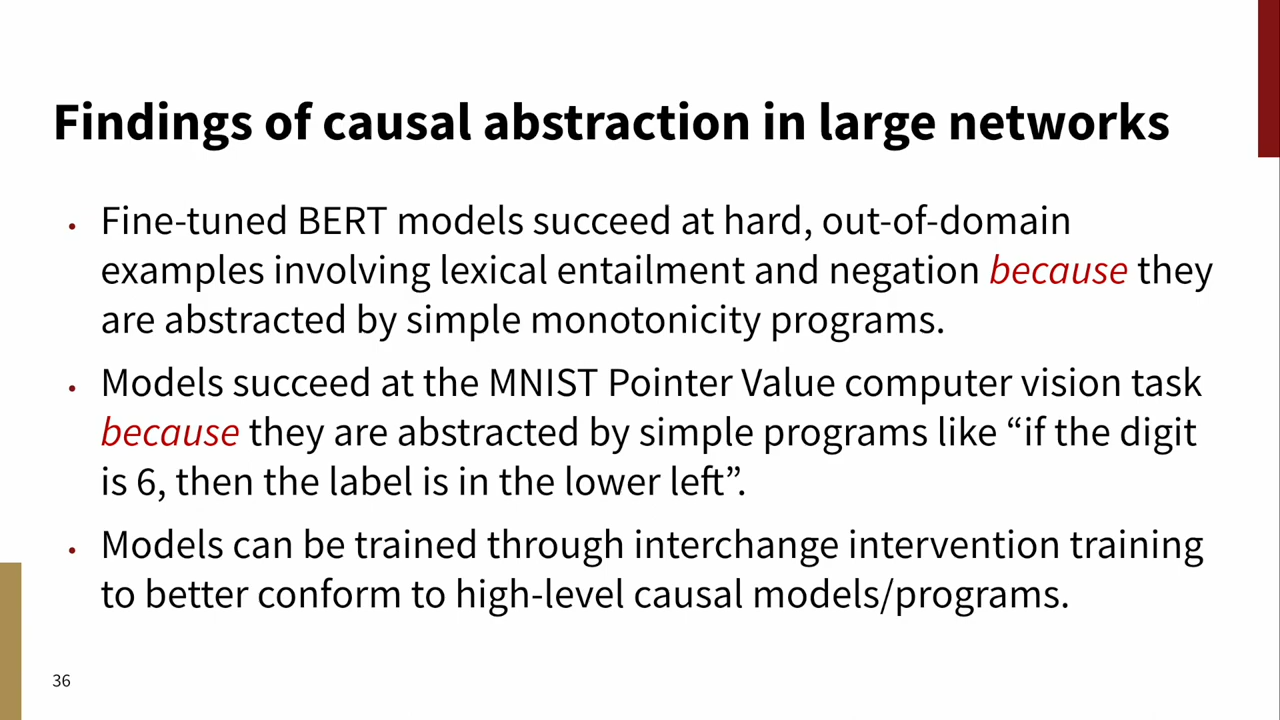 Findings of causal abstraction in large networks
• Fine-tuned BERT models succeed at hard, out-of-domain
examples involving lexical entailment and negation because they
are abstracted by simple monotonicity programs.
• Models succeed at the MNIST Pointer Value computer vision task
because they are abstracted by simple programs like “if the digit
is 6, then the label is in the lower left”.
• Models can be trained through interchange intervention training
to better conform to high-level causal models/programs.
36